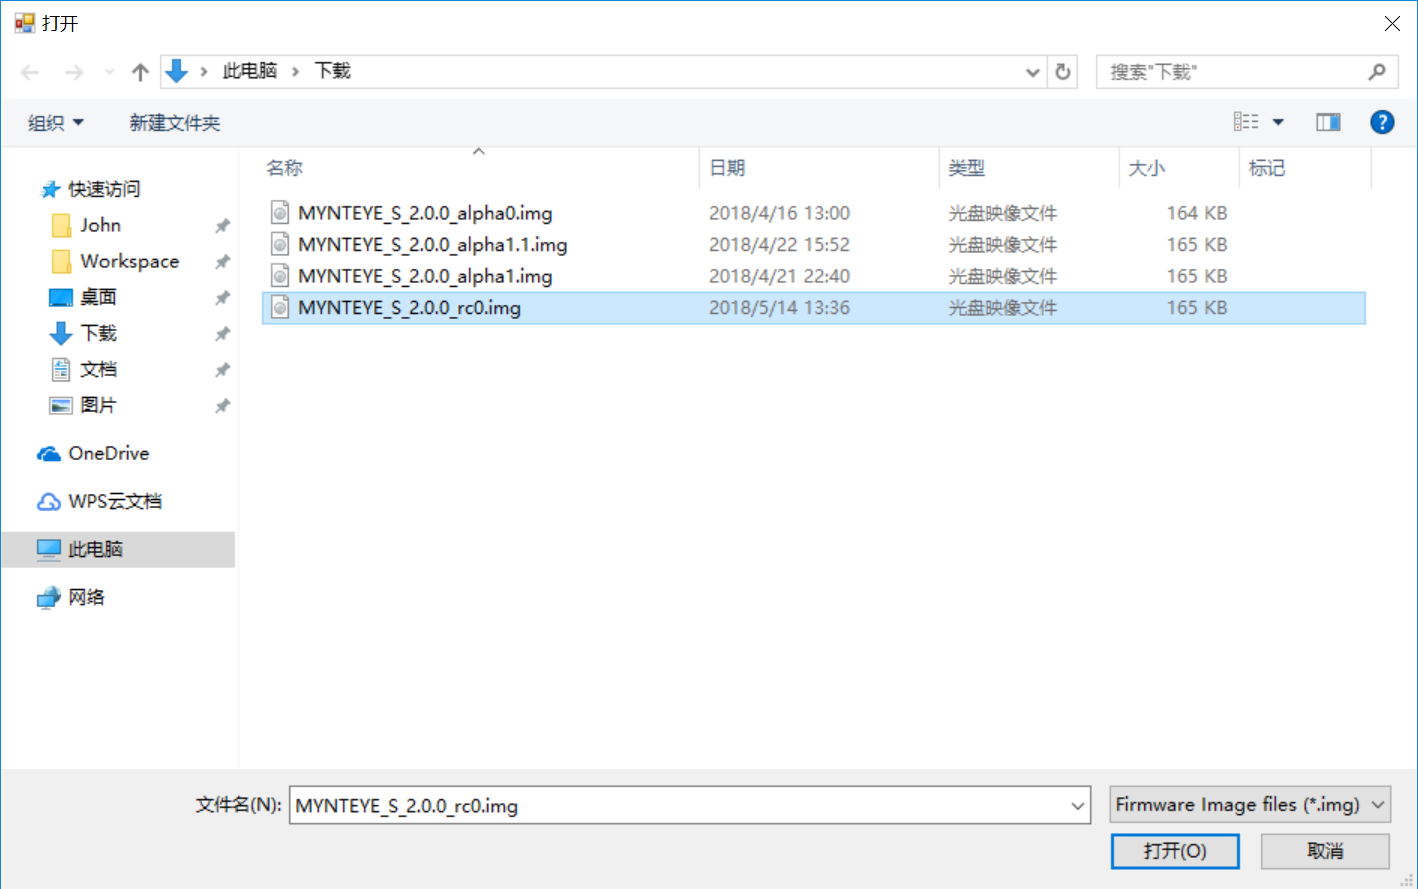 打开
此电脑 下载
搜索"下载"
组织 新建文件夹
名称 日期 类型 大小 标记
快速访问
John
Workspace
桌面
下载
文档
图片
OneDrive
WPS云文档
此电脑
网络
MYNTEYE_S_2.0.0_alpha0.img 2018/4/16 13:00 光盘映像文件 164 KB
MYNTEYE_S_2.0.0_alpha1.1.img 2018/4/22 15:52 光盘映像文件 165 KB
MYNTEYE_S_2.0.0_alpha1.img 2018/4/21 22:40 光盘映像文件 165 KB
MYNTEYE_S_2.0.0_rc0.img 2018/5/14 13:36 光盘映像文件 165 KB
文件名(N): MYNTEYE_S_2.0.0_rc0.img Firmware Image files (*.img)
打开(O) 取消